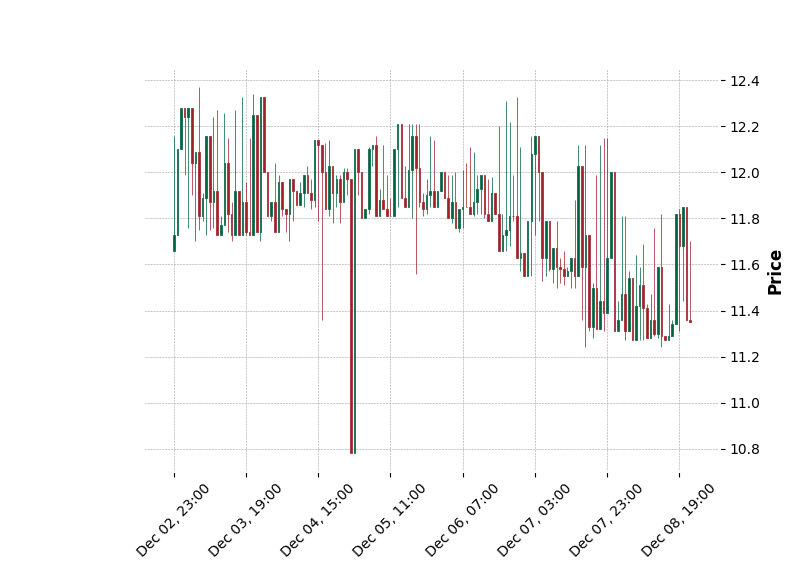 12.4
12.2
12.0
11.8
11.6
11.4
11.2
11.0
10.8
Price
Dec 02, 23:00
Dec 03, 19:00
Dec 04, 15:00
Dec 05, 11:00
Dec 06, 07:00
Dec 07, 03:00
Dec 07, 23:00
Dec 08, 19:00